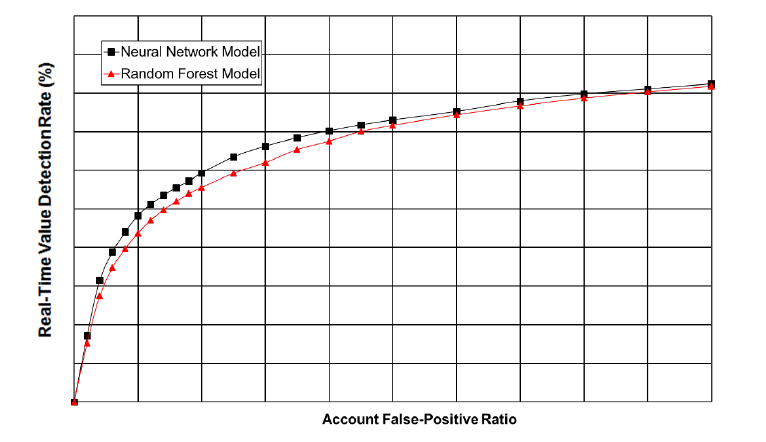 Neural Network Model
Random Forest Model
Real-Time Value Detection Rate (%)
Account False-Positive Ratio